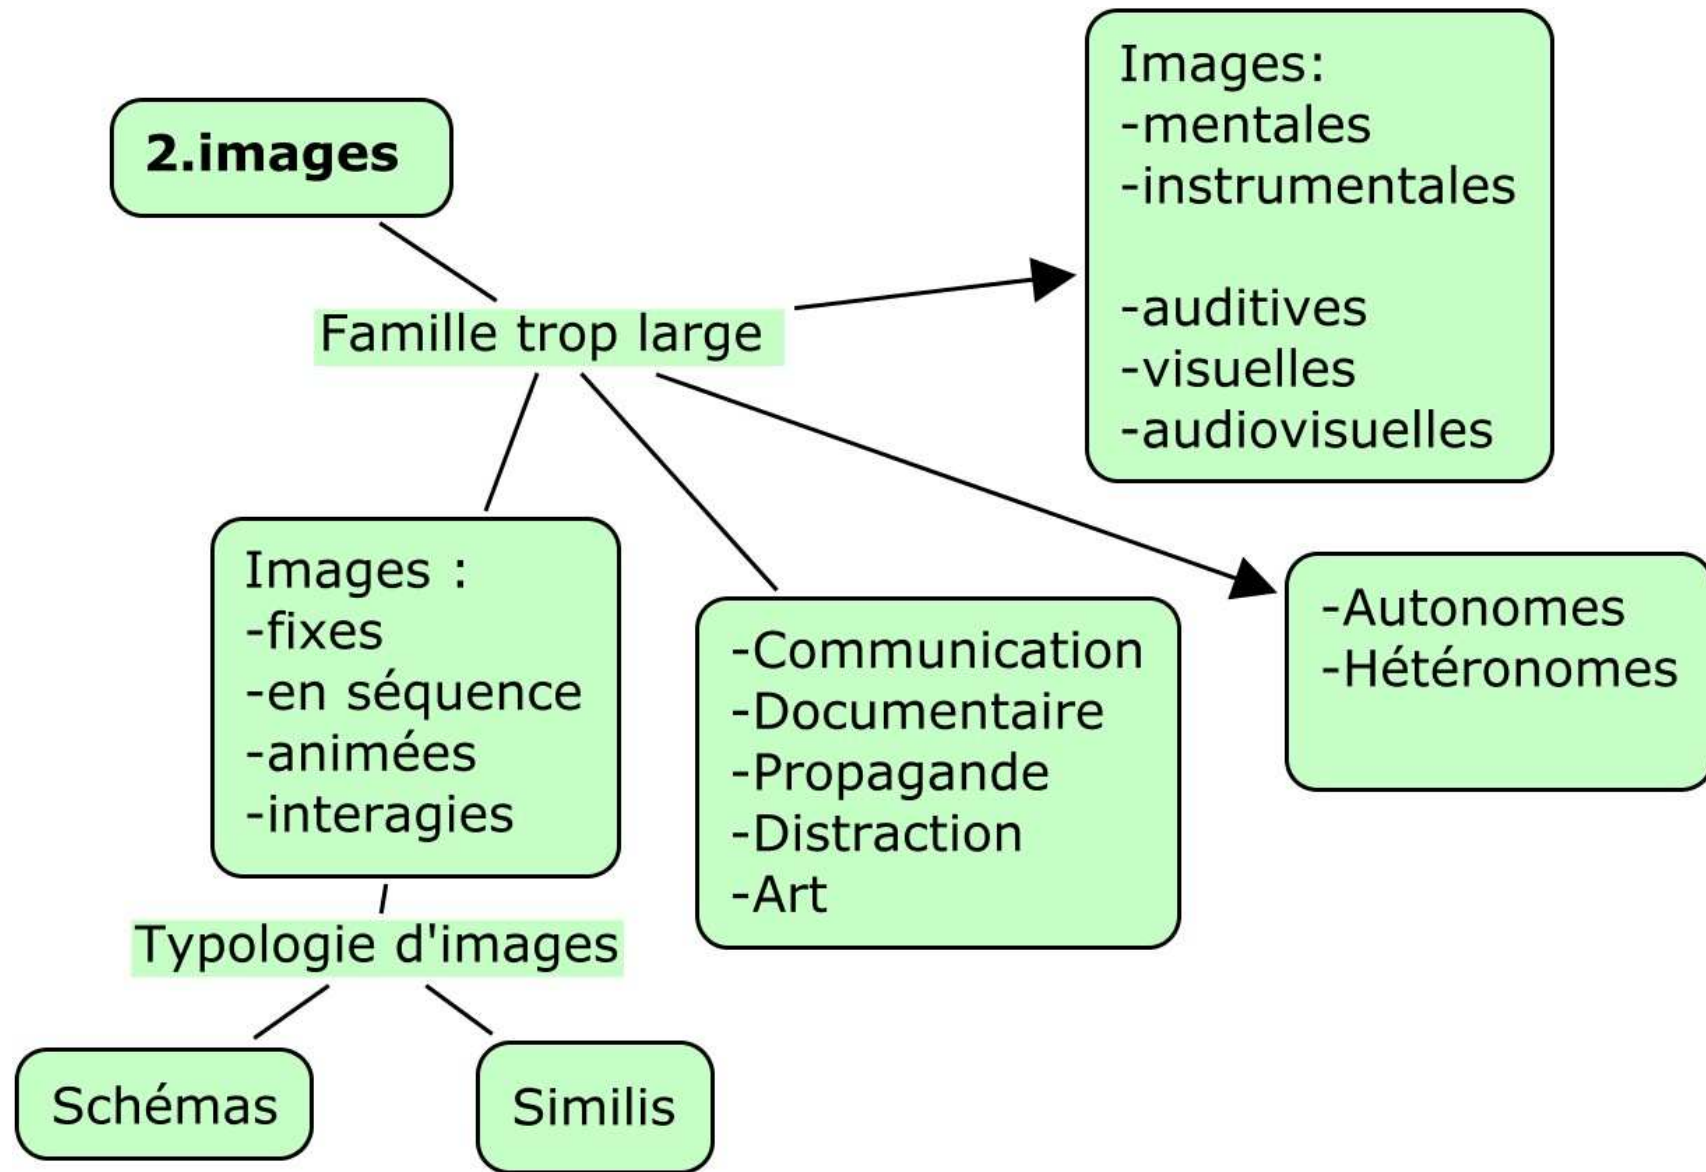 2.images
Famille trop large
Images:
-mentales
-instrumentales
-auditives
-visuelles
-audiovisuelles
Images :
-fixes
-en séquence
-animées
-interagies
-Communication
-Documentaire
-Propagande
-Distraction
-Art
-Autonomes
-Hétéronomes
Typologie d'images
Schémas
Similis